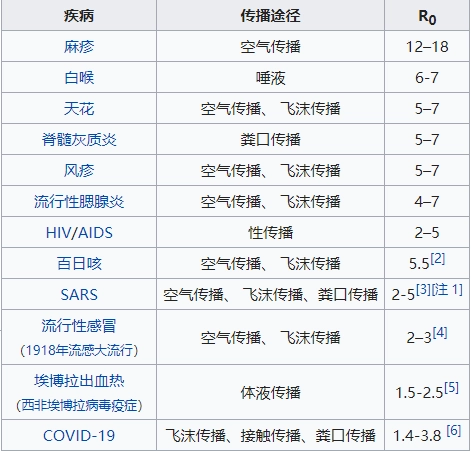 疾病 传播途径 R0
麻疹 空气传播 12–18
白喉 唾液 6-7
天花 空气传播、 飞沫传播 5–7
脊髓灰质炎 粪口传播 5–7
风疹 空气传播、 飞沫传播 5–7
流行性腮腺炎 空气传播、 飞沫传播 4–7
HIV/AIDS 性传播 2–5
百日咳 空气传播、 飞沫传播 5.5[2]
SARS 空气传播、 飞沫传播、粪口传播 2-5[3][注 1]
流行性感冒
（1918年流感大流行） 空气传播、 飞沫传播 2–3[4]
埃博拉出血热
（西非埃博拉病毒疫症） 体液传播 1.5-2.5[5]
COVID-19 飞沫传播、接触传播、粪口传播 1.4-3.8 [6]